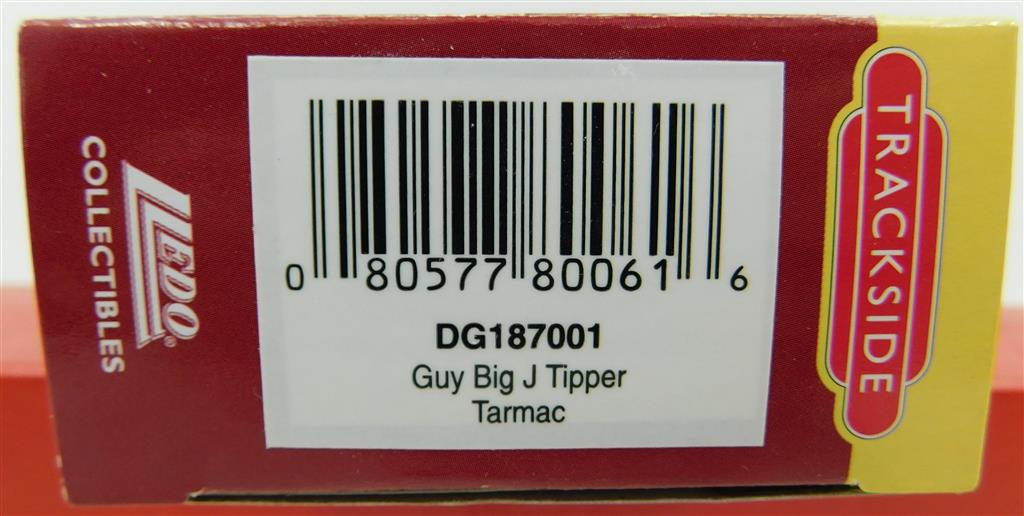 LLEDO®
COLLECTIBLES
0 80577 80061 6
DG187001
Guy Big J Tipper
Tarmac
TRACKSIDE